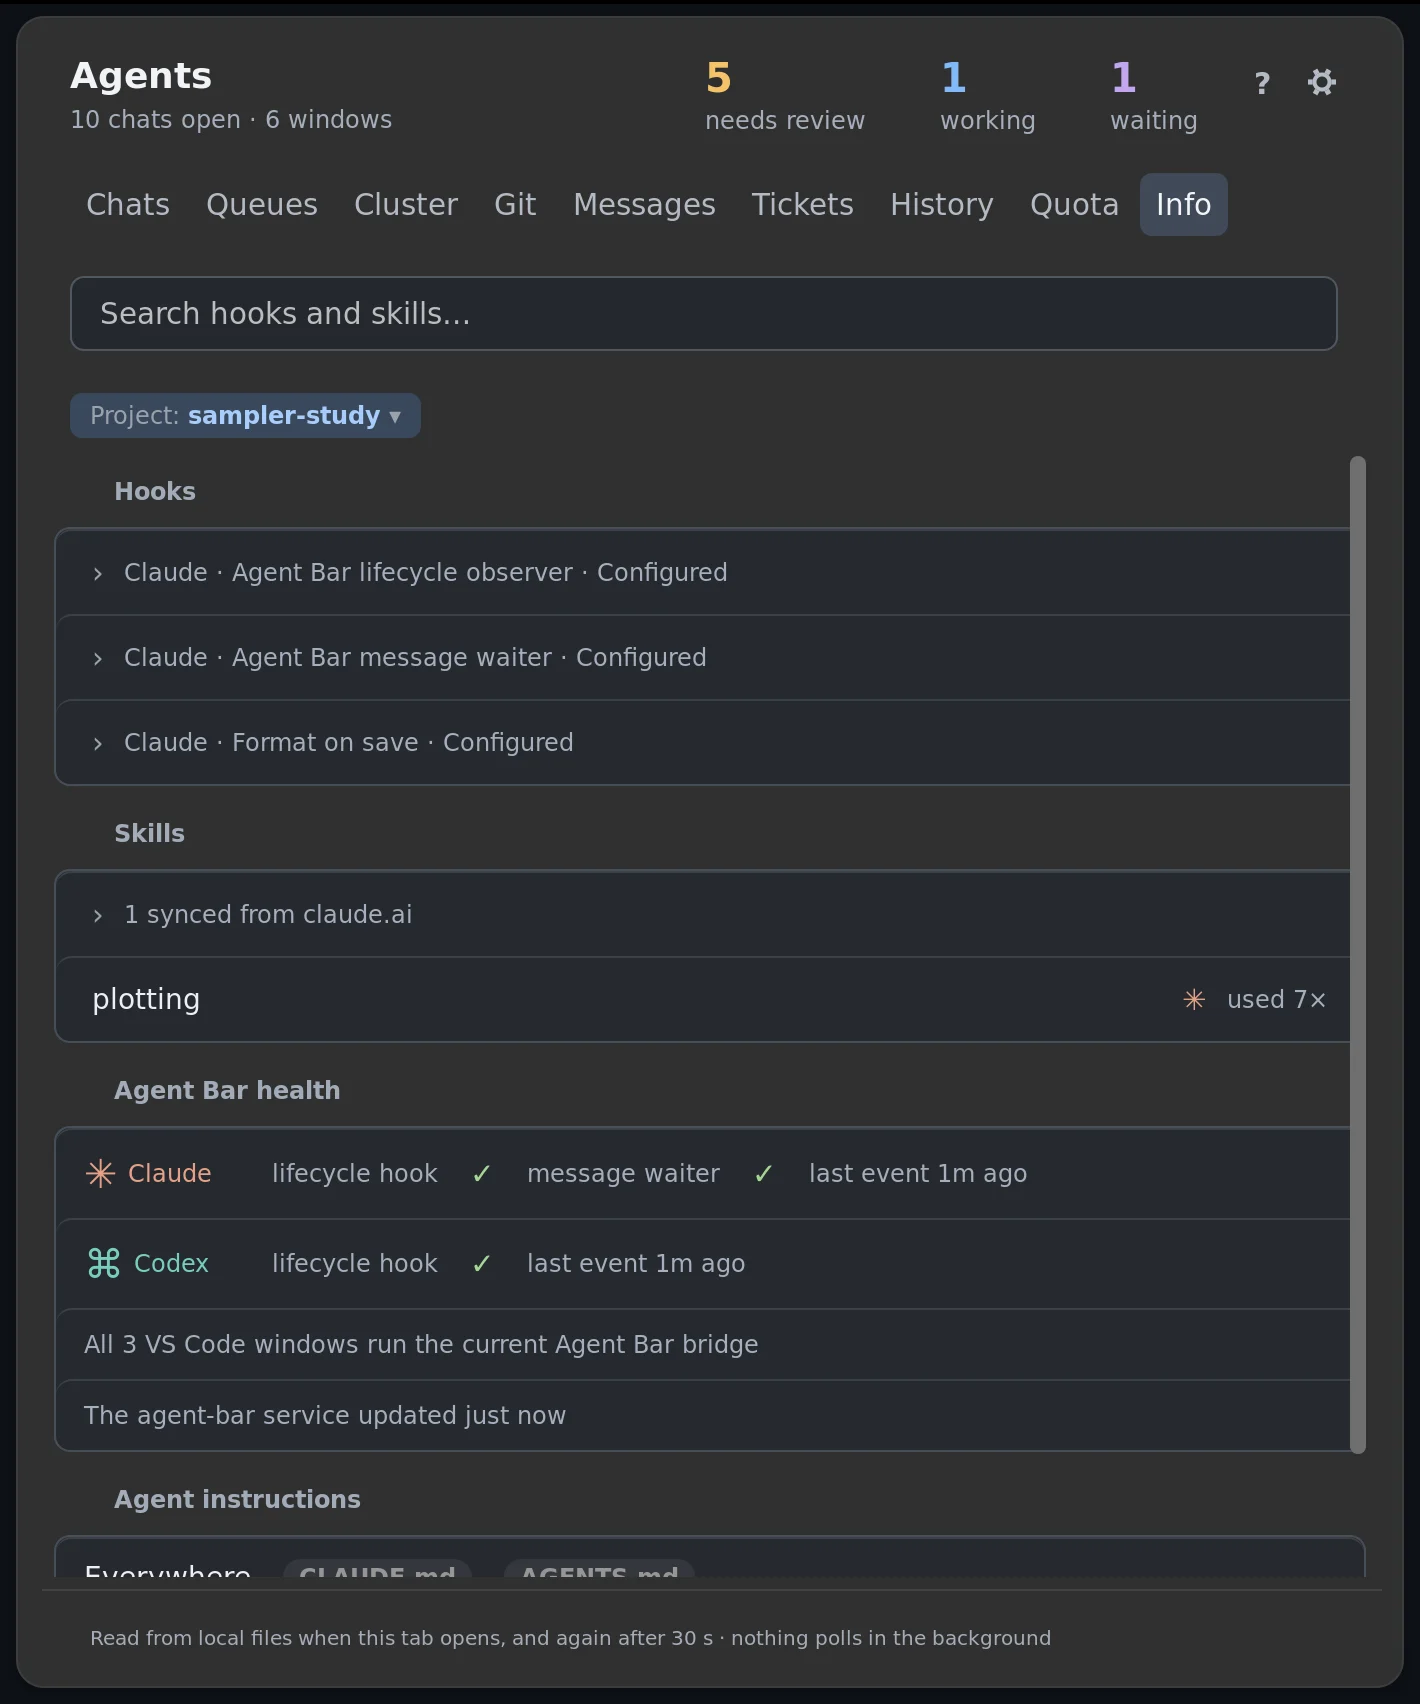 Agents
10 chats open · 6 windows
5 needs review
1 working
1 waiting
?
Chats Queues Cluster Git Messages Tickets History Quota Info
Search hooks and skills...
Project: sampler-study ▾
Hooks
› Claude · Agent Bar lifecycle observer · Configured
› Claude · Agent Bar message waiter · Configured
› Claude · Format on save · Configured
Skills
› 1 synced from claude.ai
plotting ✳ used 7×
Agent Bar health
✳ Claude lifecycle hook ✓ message waiter ✓ last event 1m ago
⌘ Codex lifecycle hook ✓ last event 1m ago
All 3 VS Code windows run the current Agent Bar bridge
The agent-bar service updated just now
Agent instructions
Everywhere CLAUDE.md AGENTS.md
Read from local files when this tab opens, and again after 30 s · nothing polls in the background